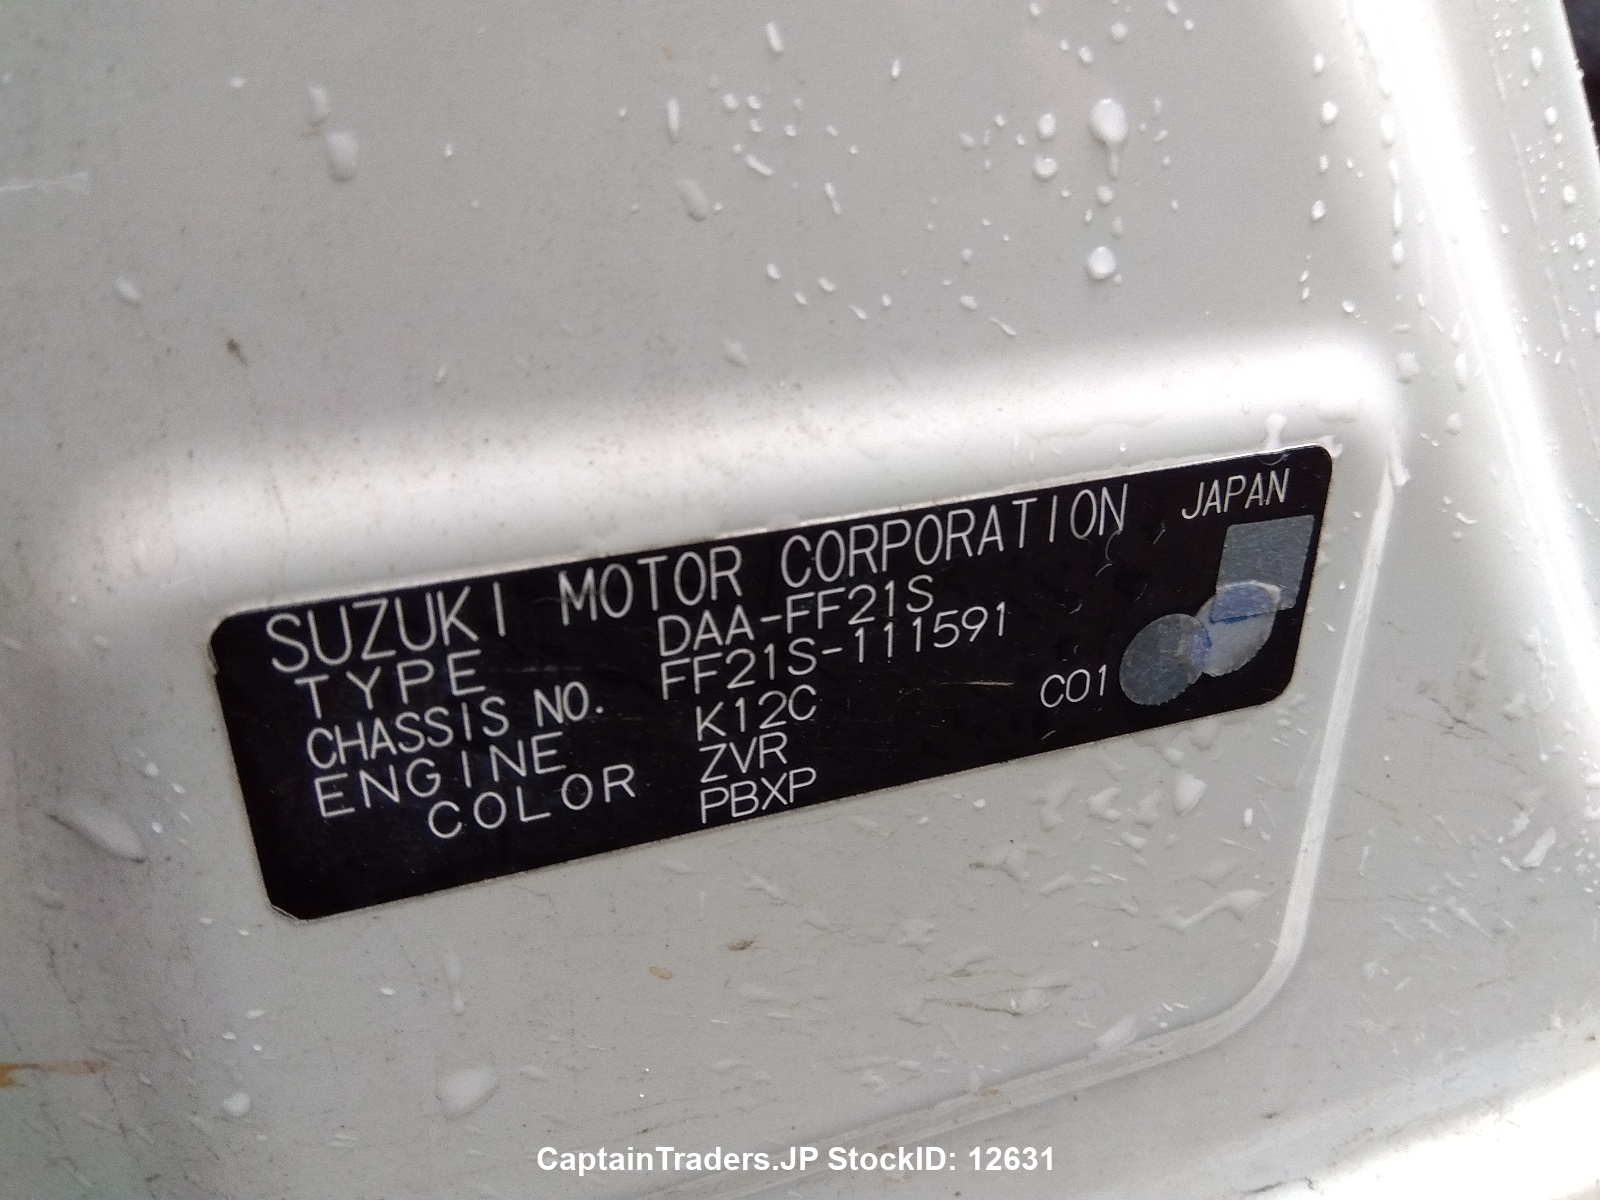 SUZUKI MOTOR CORPORATION JAPAN
TYPE DAA-FF21S
CHASSIS NO. FF21S-111591
ENGINE K12C
COLOR ZVR C01
PBXP
CaptainTraders.JP StockID: 12631